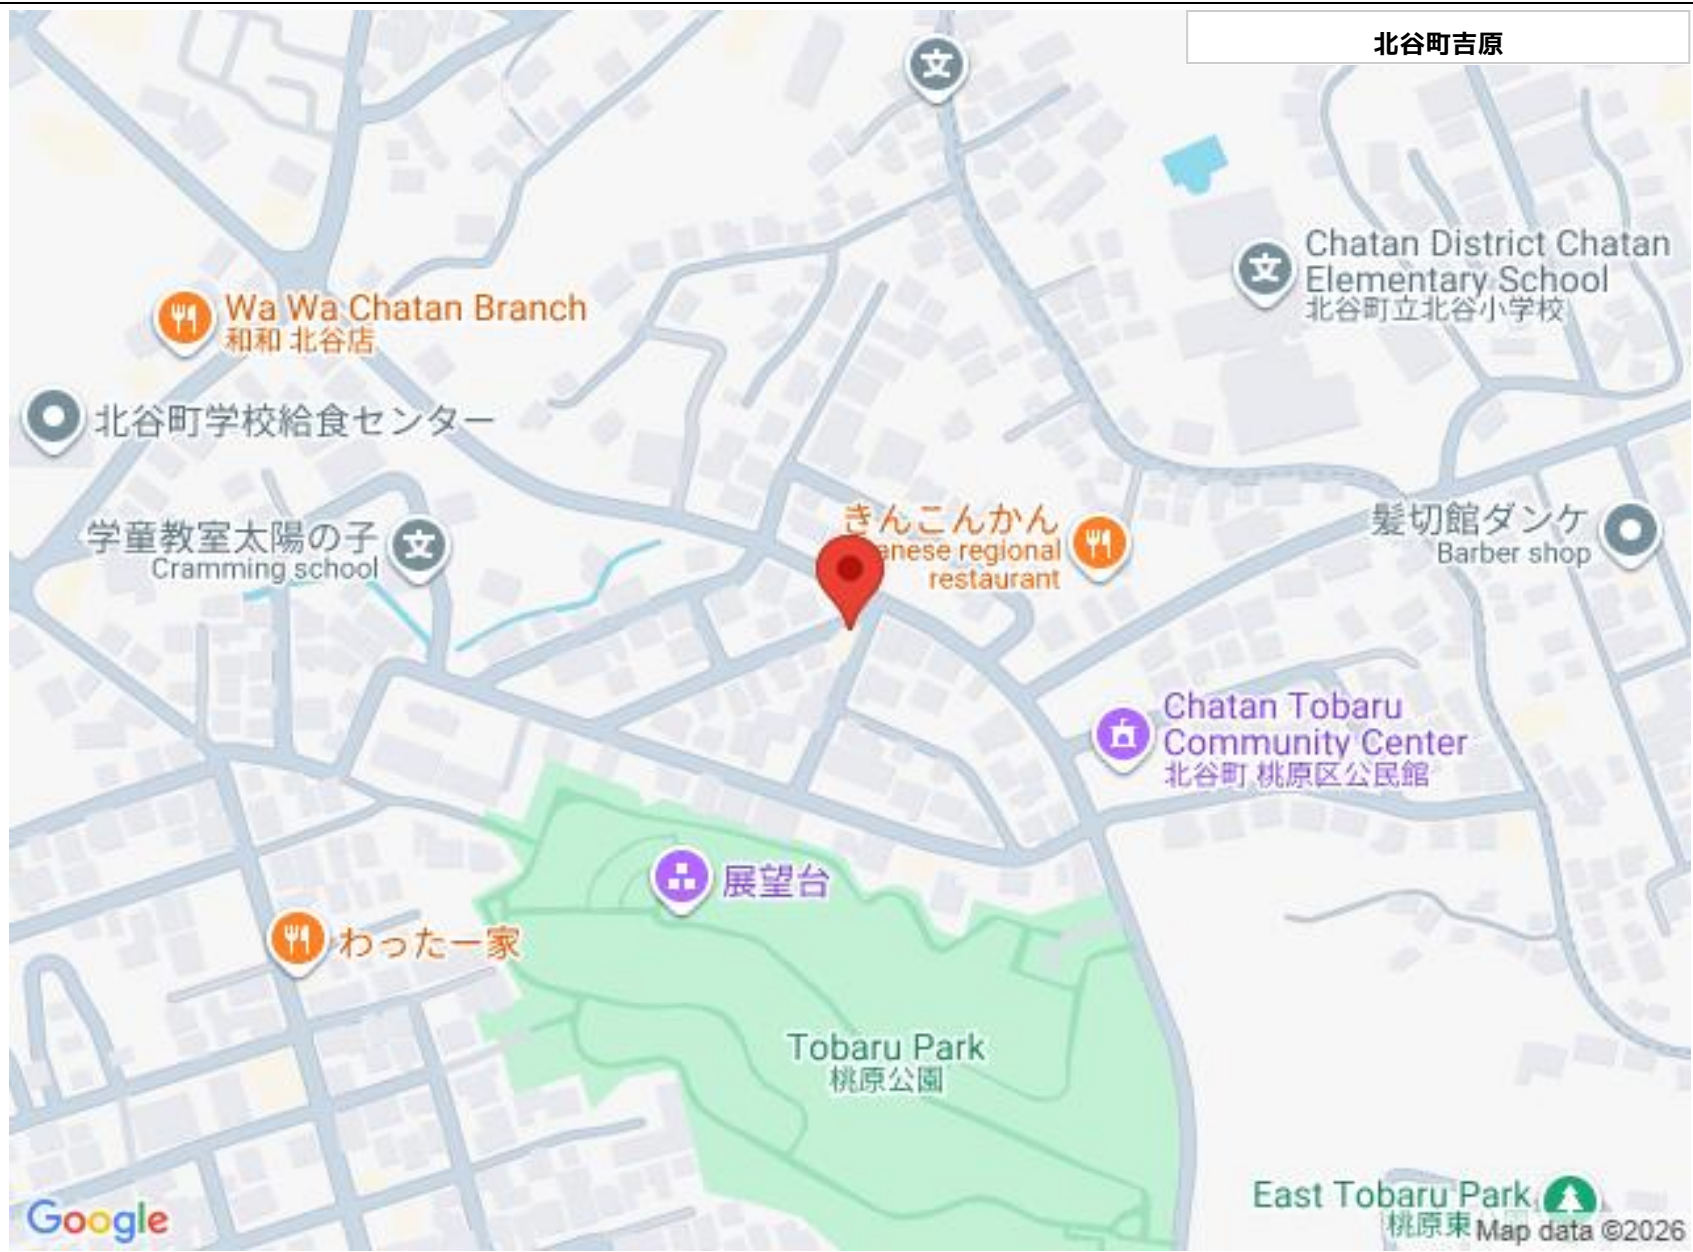 北谷町吉原
文
Chatan District Chatan
Elementary School
北谷町立北谷小学校
文
Wa Wa Chatan Branch
和和 北谷店
北谷町学校給食センター
学童教室太陽の子
Cramming school
文
きんこんかん
anese regional
restaurant
髪切館ダンケ
Barber shop
Chatan Tobaru
Community Center
北谷町 桃原区公民館
展望台
わったー家
Tobaru Park
桃原公園
East Tobaru Park
桃原東
Google
Map data ©2026